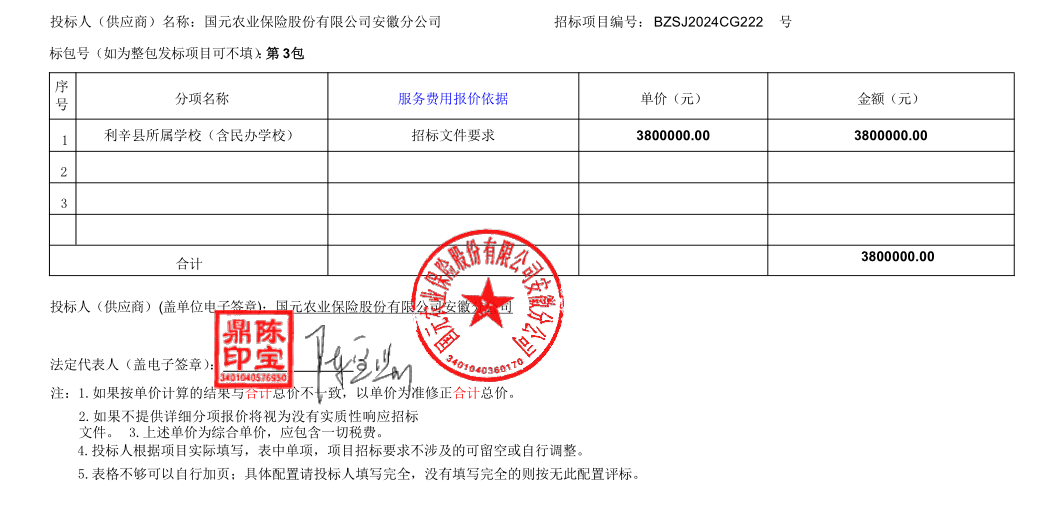 投标人（供应商）名称：国元农业保险股份有限公司安徽分公司 招标项目编号： BZSJ2024CG222 号
标包号（如为整包发标项目可不填)：第 3包
序号 分项名称 服务费用报价依据 单价（元） 金额（元）
1 利辛县所属学校（含民办学校） 招标文件要求 3800000.00 3800000.00
2
3
合计 3800000.00
国元农业保险股份有限公司安徽分公司
3401040360170
投标人（供应商）(盖单位电子签章)：国元农业保险股份有限公司安徽分公司
陈宝鼎印
3401040576950
法定代表人（盖电子签章)：
注：1.如果按单价计算的结果与合计总价不一致，以单价为准修正合计总价。
2.如果不提供详细分项报价将视为没有实质性响应招标
文件。 3.上述单价为综合单价，应包含一切税费。
4.投标人根据项目实际填写，表中单项，项目招标要求不涉及的可留空或自行调整。
5.表格不够可以自行加页；具体配置请投标人填写完全，没有填写完全的则按无此配置评标。